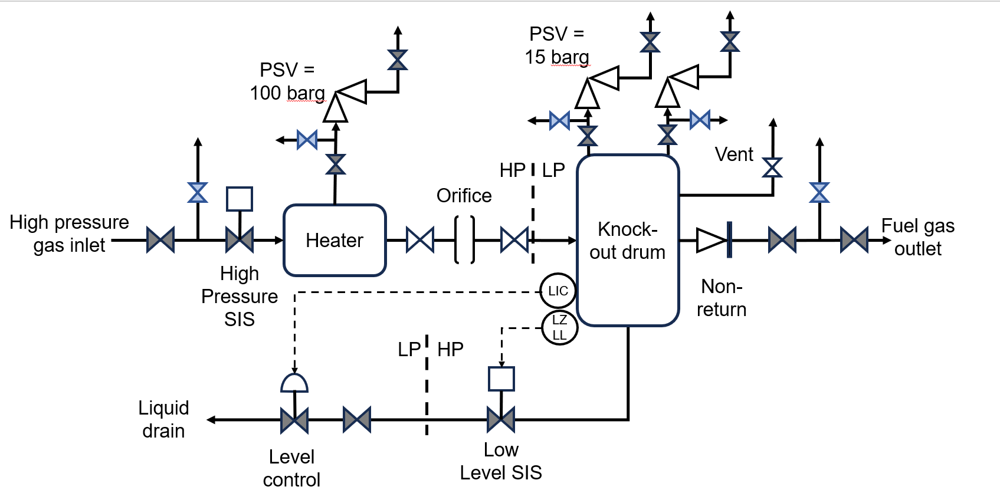 PSV =
100 barg
PSV =
15 barg
Vent
HP
LP
Orifice
High pressure
gas inlet
Heater
Knock-
out drum
Fuel gas
outlet
High
Pressure
SIS
LIC
Non-
return
LZ
LL
LP
HP
Liquid
drain
Level
control
Low
Level SIS